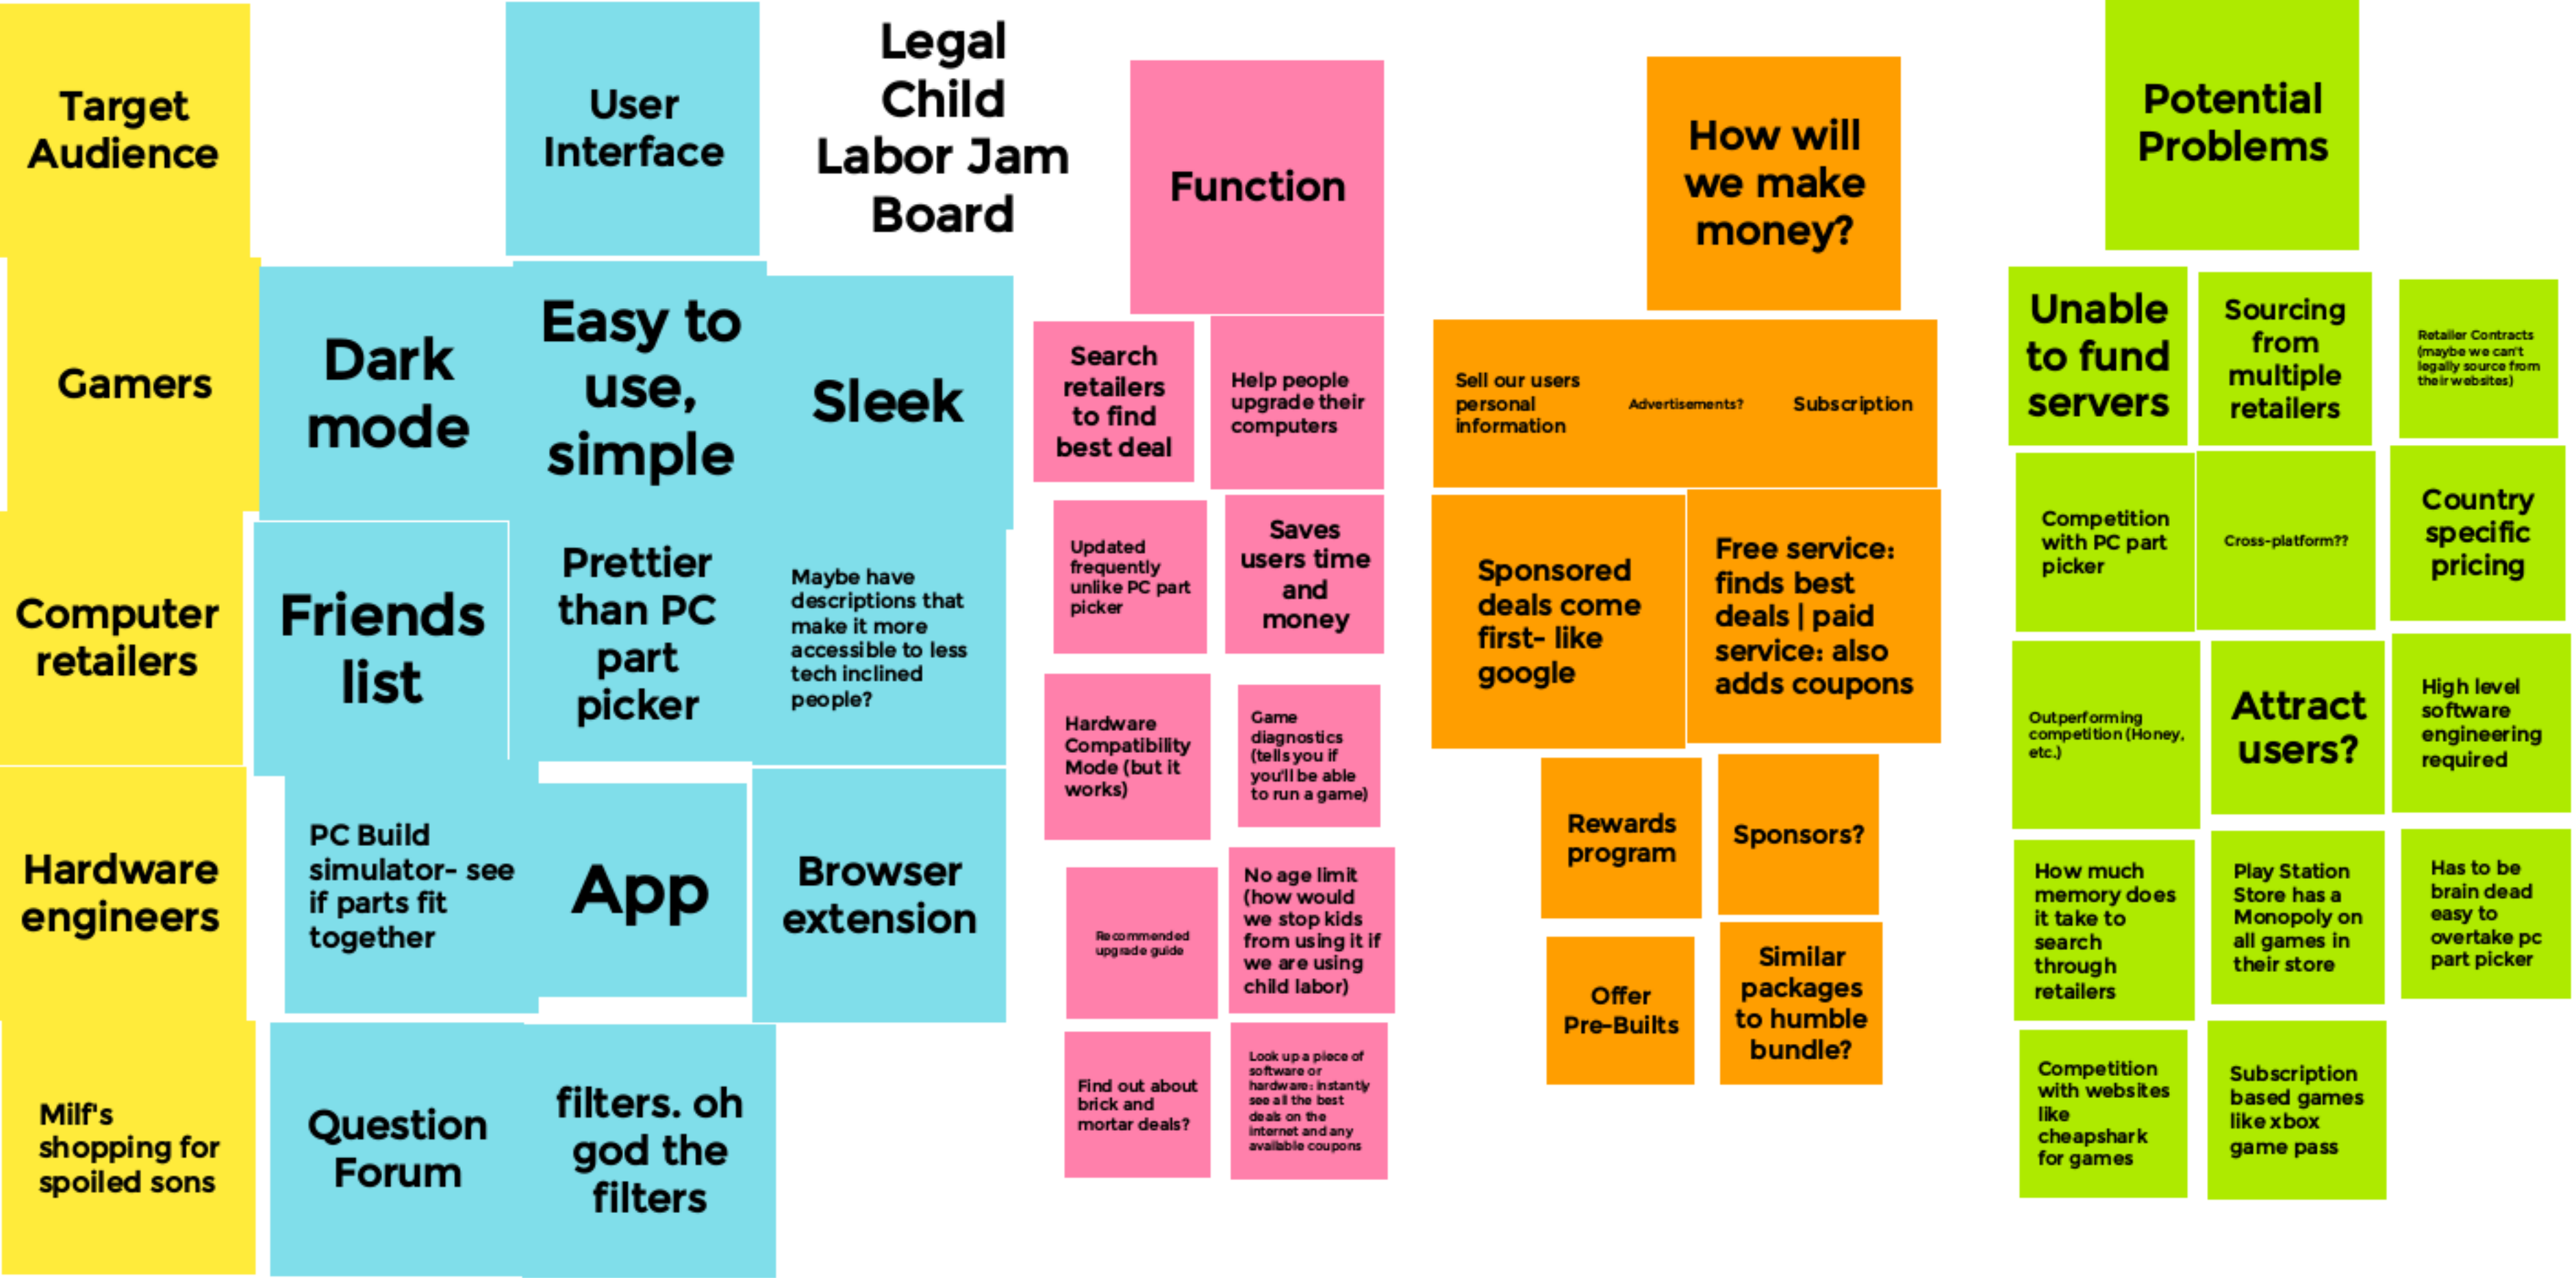 Target
Audience
Gamers
Computer
retailers
Hardware
engineers
Milf's
shopping for
spoiled sons
User
Interface
Dark
mode
Easy to
use,
simple
Sleek
Friends
list
Prettier
than PC
part
picker
Maybe have
descriptions that
make it more
accessible to less
tech inclined
people?
PC Build
simulator- see
if parts fit
together
App
Browser
extension
Question
Forum
filters. oh
god the
filters
Legal
Child
Labor Jam
Board
Function
Search
retailers
to find
best deal
Help people
upgrade their
computers
Updated
frequently
unlike PC part
picker
Saves
users time
and
money
Hardware
Compatibility
Mode (but it
works)
Game
diagnostics
(tells you if
you'll be able
to run a game)
Recommended
upgrade guide
No age limit
(how would
we stop kids
from using it if
we are using
child labor)
Find out about
brick and
mortar deals?
Look up a piece of
software or
hardware: instantly
see all the best
deals on the
internet and any
available coupons
How will
we make
money?
Sell our users
personal
information
Advertisements?
Subscription
Sponsored
deals come
first- like
google
Free service:
finds best
deals | paid
service: also
adds coupons
Rewards
program
Sponsors?
Offer
Pre-Builts
Similar
packages
to humble
bundle?
Potential
Problems
Unable
to fund
servers
Sourcing
from
multiple
retailers
Retailer Contracts
(maybe we can't
legally source from
their websites)
Competition
with PC part
picker
Cross-platform??
Country
specific
pricing
Outperforming
competition (Honey,
etc.)
Attract
users?
High level
software
engineering
required
How much
memory does
it take to
search
through
retailers
Play Station
Store has a
Monopoly on
all games in
their store
Has to be
brain dead
easy to
overtake pc
part picker
Competition
with websites
like
cheapshark
for games
Subscription
based games
like xbox
game pass